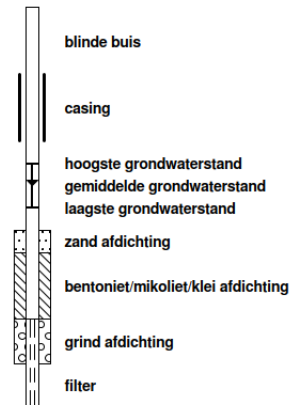 blinde buis
casing
hoogste grondwaterstand
gemiddelde grondwaterstand
laagste grondwaterstand
zand afdichting
bentoniet/mikoliet/klei afdichting
grind afdichting
filter